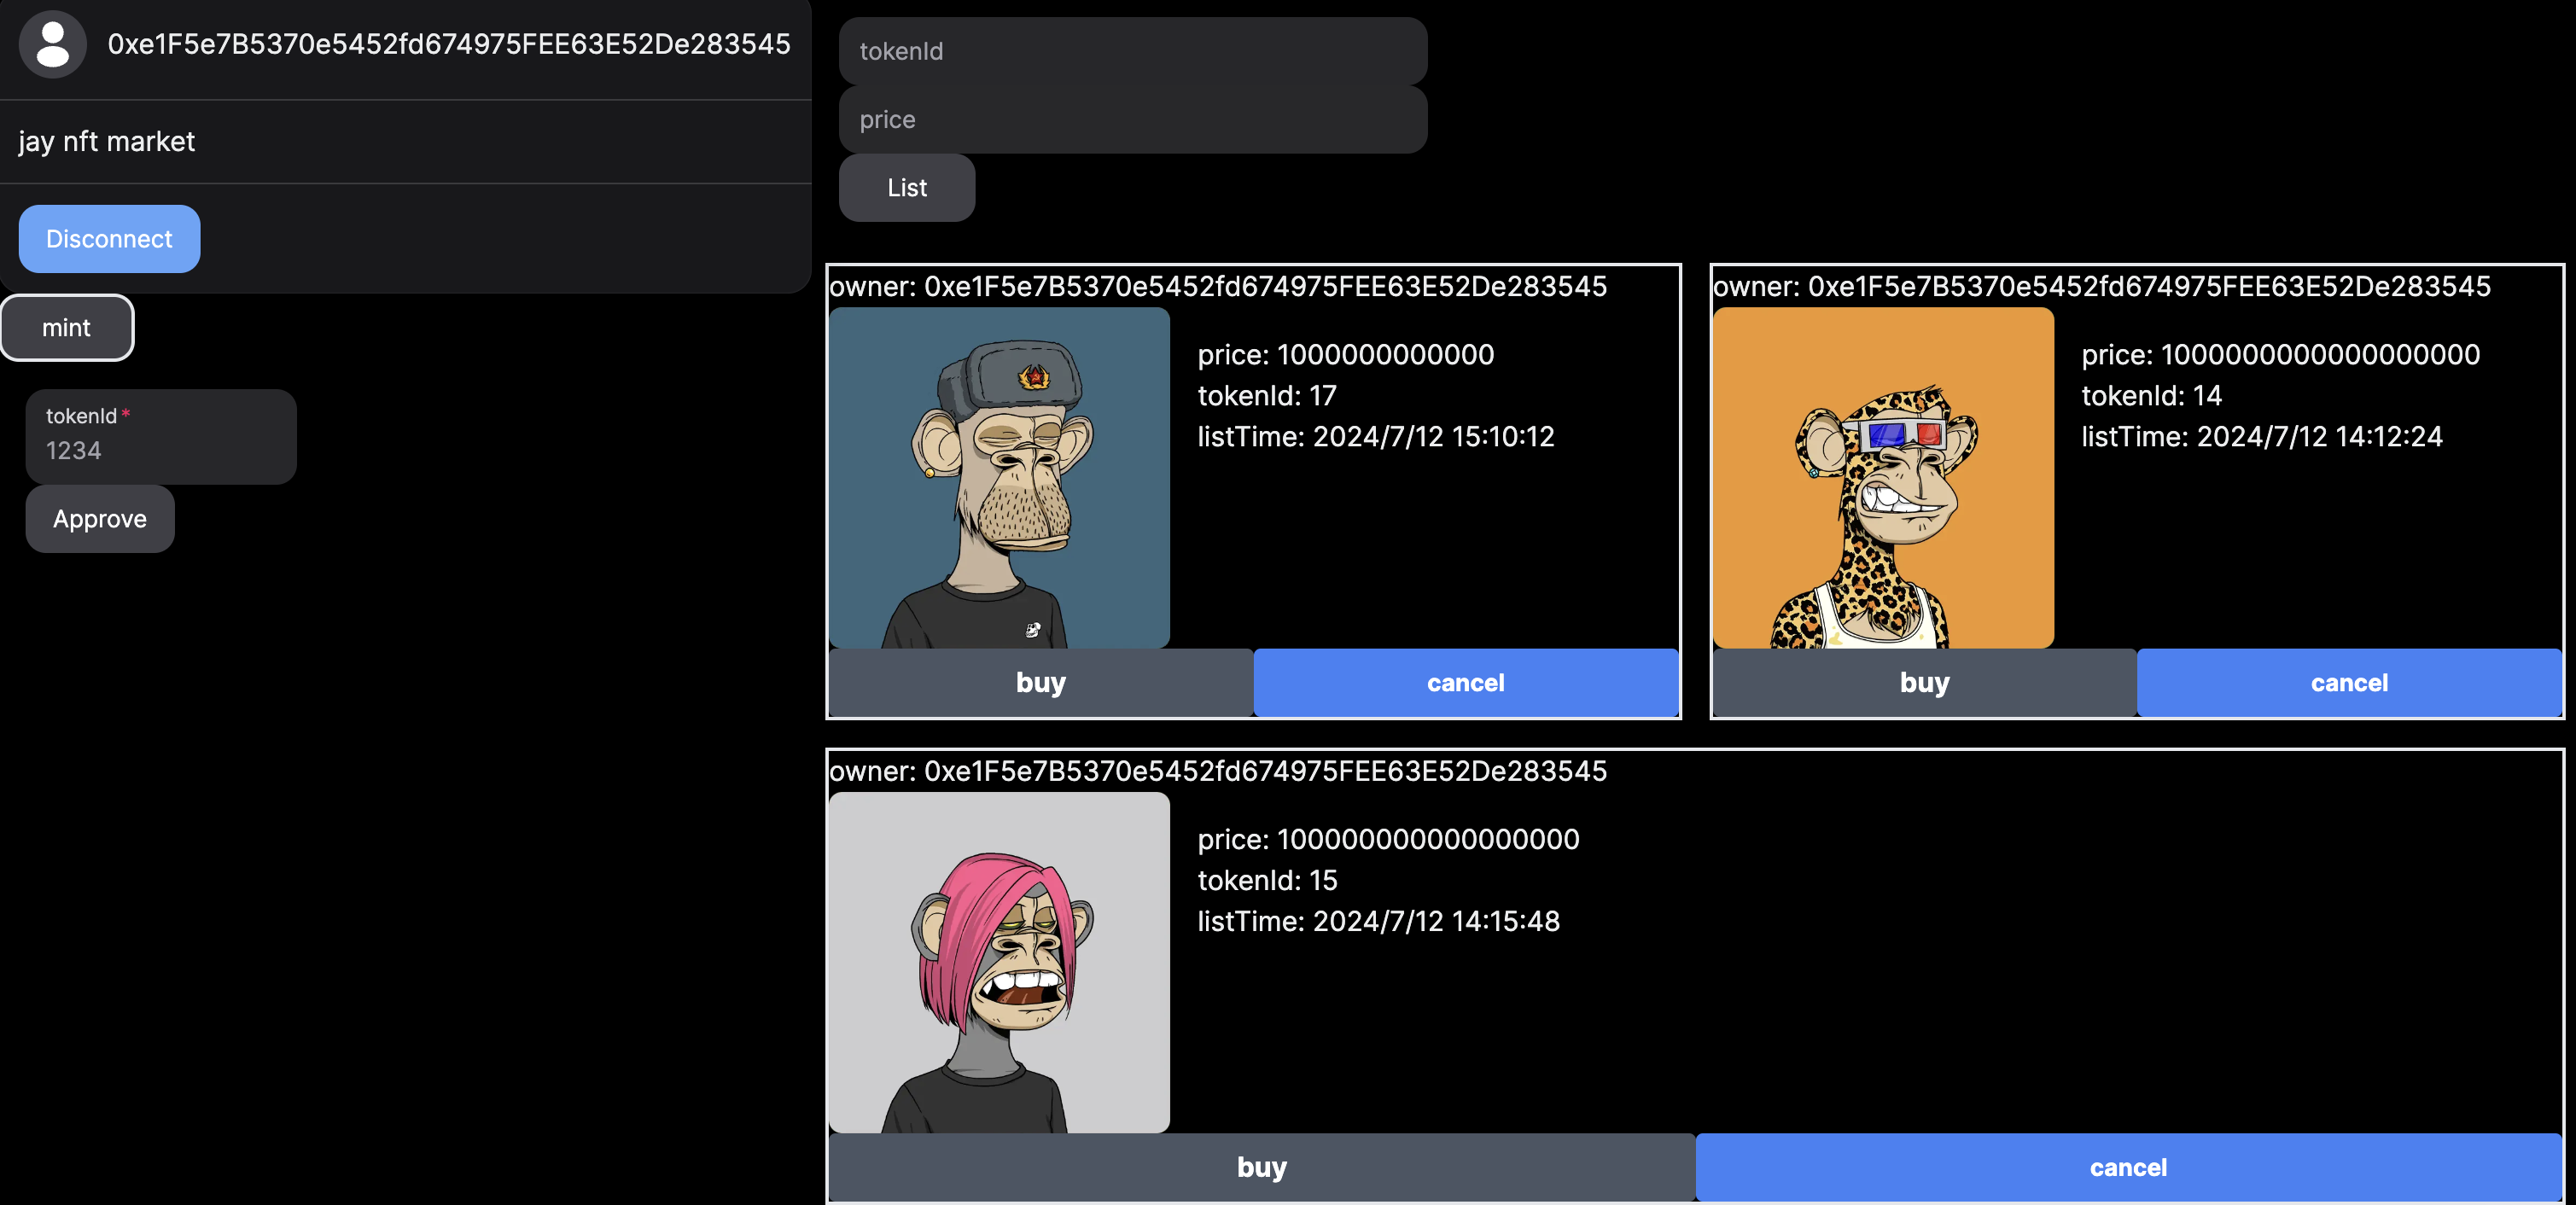 0xe1F5e7B5370e5452fd674975FEE63E52De283545
jay nft market
Disconnect
mint
tokenId*
1234
Approve
tokenId
price
List
owner: 0xe1F5e7B5370e5452fd674975FEE63E52De283545
price: 1000000000000
tokenId: 17
listTime: 2024/7/12 15:10:12
buy
cancel
owner: 0xe1F5e7B5370e5452fd674975FEE63E52De283545
price: 1000000000000000000
tokenId: 14
listTime: 2024/7/12 14:12:24
buy
cancel
owner: 0xe1F5e7B5370e5452fd674975FEE63E52De283545
price: 100000000000000000
tokenId: 15
listTime: 2024/7/12 14:15:48
buy
cancel